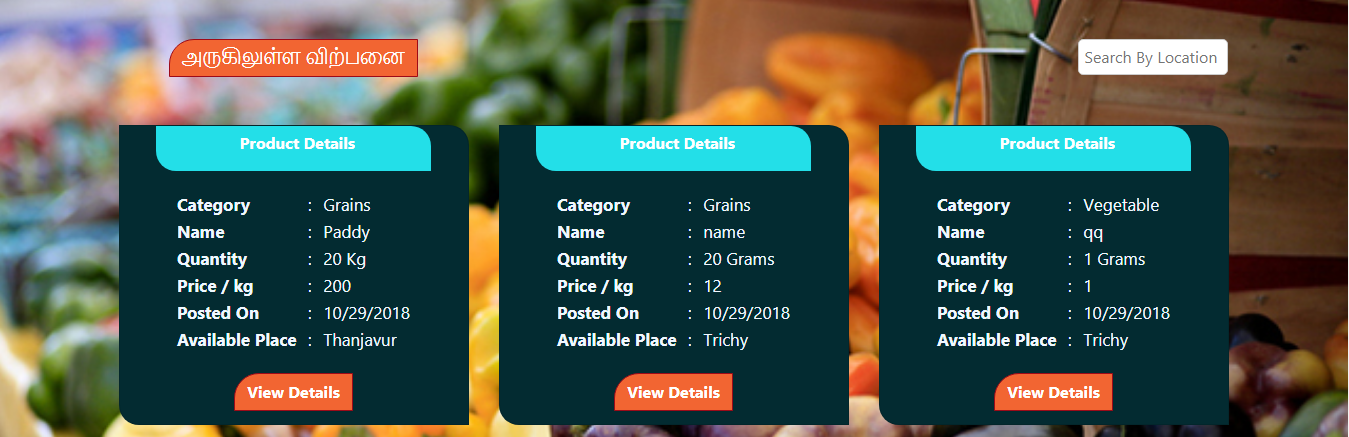 அருகிலுள்ள விற்பனை
Search By Location
Product Details
Category : Grains
Name : Paddy
Quantity : 20 Kg
Price / kg : 200
Posted On : 10/29/2018
Available Place : Thanjavur
View Details
Product Details
Category : Grains
Name : name
Quantity : 20 Grams
Price / kg : 12
Posted On : 10/29/2018
Available Place : Trichy
View Details
Product Details
Category : Vegetable
Name : qq
Quantity : 1 Grams
Price / kg : 1
Posted On : 10/29/2018
Available Place : Trichy
View Details